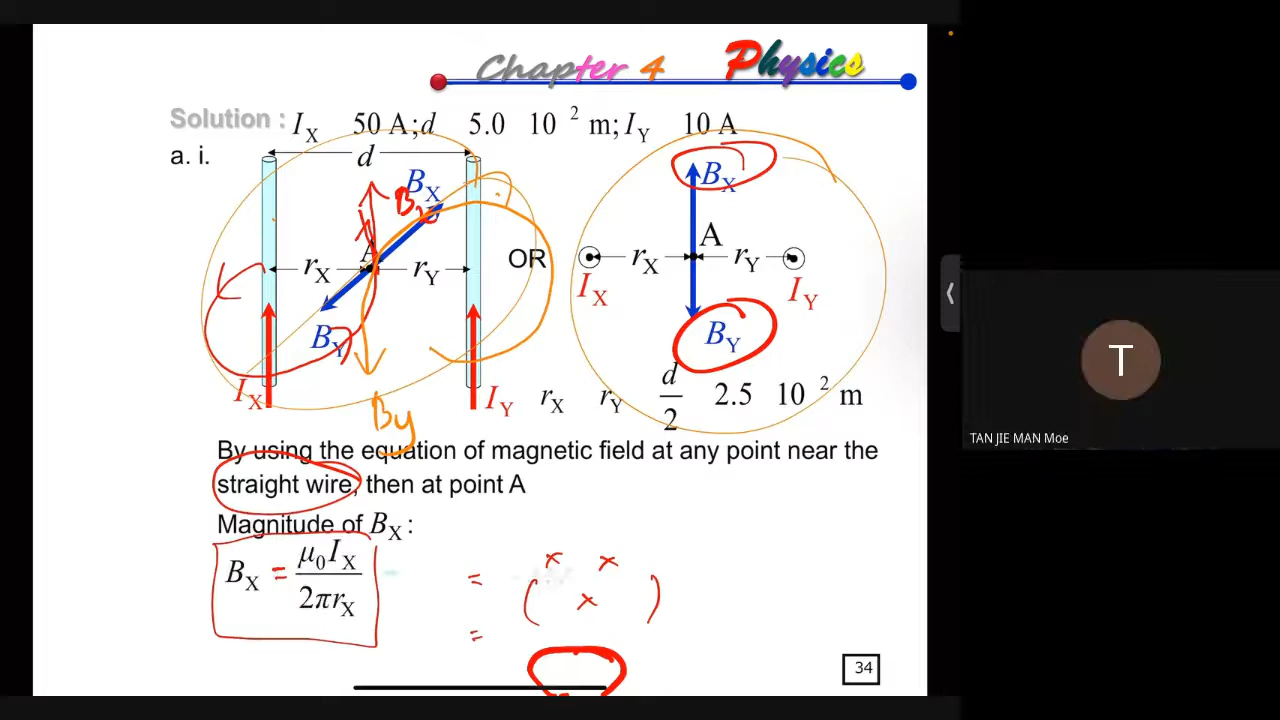 Chapter 4 Physics
Solution : I_X 50 A; d 5.0 10 2 m; I_Y 10 A
a. i.
d
B_X
B
A
r_X r_Y
B_Y
I_X
I_Y
By
OR
B_X
A
r_X r_Y
I_X I_Y
B_Y
r_X r_Y d/2 2.5 10 2 m
By using the equation of magnetic field at any point near the
straight wire, then at point A
Magnitude of B_X :
B_X = μ_0 I_X / 2πr_X
= ( x x x )
=
34
T
TAN JIE MAN Moe